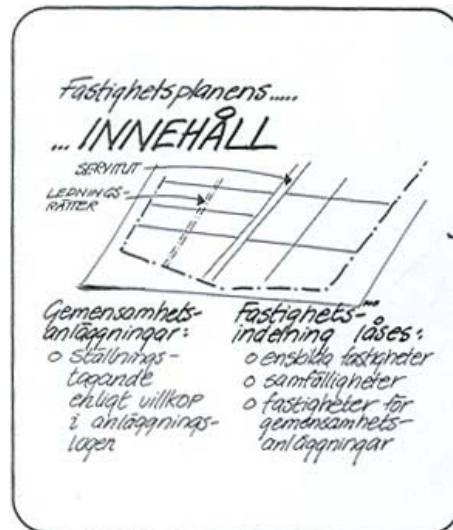 Fastighetsplanens.....
... INNEHÅLL
SERVITUT
LEDNINGS-
RÄTTER
Gemensamhets-
anläggningar:
o ställnings-
tagande
enligt villkor
i anläggnings-
lagen
Fastighets-
indelning låses:
o enskilda fastigheter
o samfälligheter
o fastigheter för
gemensamhets-
anläggningar